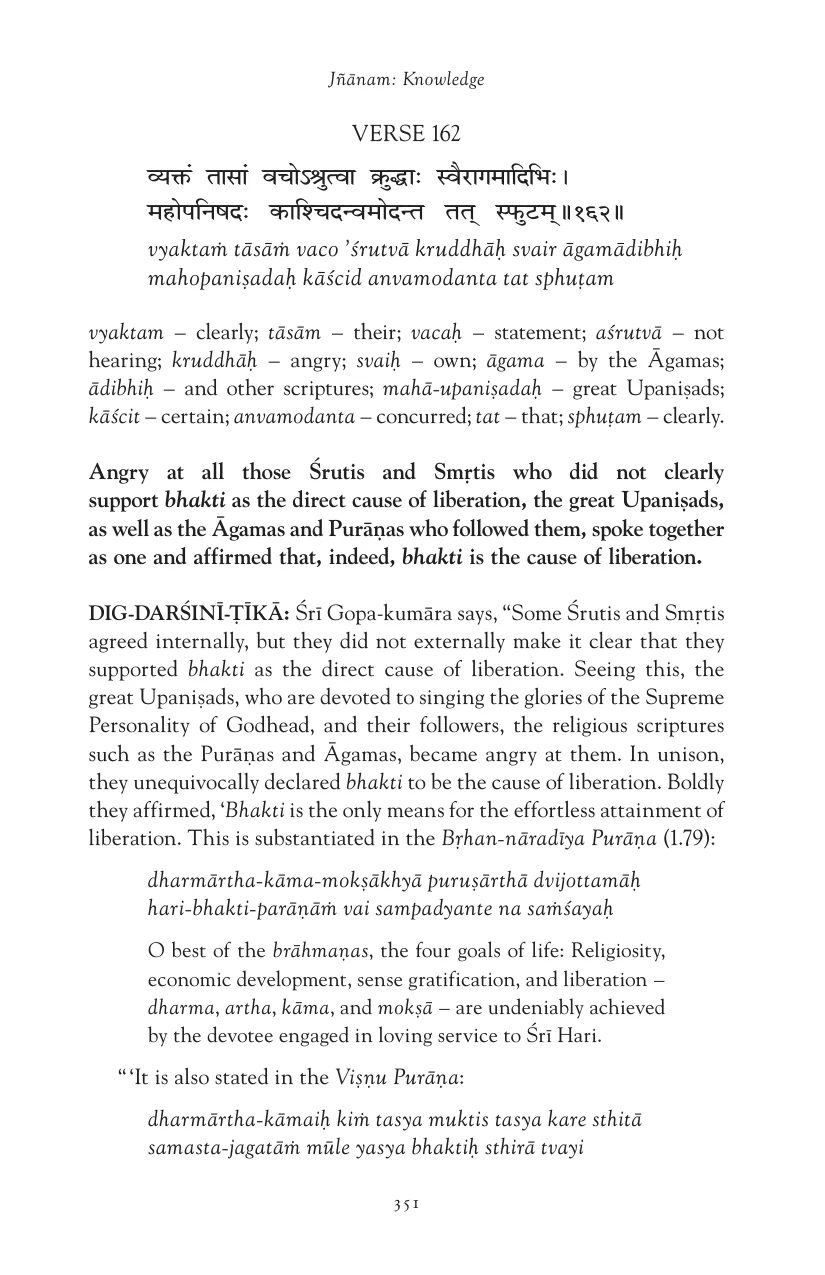 Jñānam: Knowledge
VERSE 162
व्यक्तं तासां वचोऽश्रुत्वा क्रुद्धाः स्वैरागमादिभिः।
महोपनिषदः काश्चिदन्वमोदन्त तत् स्फुटम्॥१६२॥
vyaktaṁ tāsāṁ vaco ’śrutvā kruddhāḥ svair āgamādibhiḥ
mahopaniṣadaḥ kāścid anvamodanta tat sphuṭam
vyaktam – clearly; tāsām – their; vacaḥ – statement; aśrutvā – not
hearing; kruddhāḥ – angry; svaiḥ – own; āgama – by the Āgamas;
ādibhiḥ – and other scriptures; mahā-upaniṣadaḥ – great Upaniṣads;
kāścit – certain; anvamodanta – concurred; tat – that; sphuṭam – clearly.
Angry at all those Śrutis and Smṛtis who did not clearly
support bhakti as the direct cause of liberation, the great Upaniṣads,
as well as the Āgamas and Purāṇas who followed them, spoke together
as one and affirmed that, indeed, bhakti is the cause of liberation.
DIG-DARŚINĪ-ṬĪKĀ: Śrī Gopa-kumāra says, “Some Śrutis and Smṛtis
agreed internally, but they did not externally make it clear that they
supported bhakti as the direct cause of liberation. Seeing this, the
great Upaniṣads, who are devoted to singing the glories of the Supreme
Personality of Godhead, and their followers, the religious scriptures
such as the Purāṇas and Āgamas, became angry at them. In unison,
they unequivocally declared bhakti to be the cause of liberation. Boldly
they affirmed, ‘Bhakti is the only means for the effortless attainment of
liberation. This is substantiated in the Bṛhan-nāradīya Purāṇa (1.79):
dharmārtha-kāma-mokṣākhyā puruṣārthā dvijottamāḥ
hari-bhakti-parāṇāṁ vai sampadyante na saṁśayaḥ
O best of the brāhmaṇas, the four goals of life: Religiosity,
economic development, sense gratification, and liberation –
dharma, artha, kāma, and mokṣā – are undeniably achieved
by the devotee engaged in loving service to Śrī Hari.
“ ‘It is also stated in the Viṣṇu Purāṇa:
dharmārtha-kāmaiḥ kiṁ tasya muktis tasya kare sthitā
samasta-jagatāṁ mūle yasya bhaktiḥ sthirā tvayi
351